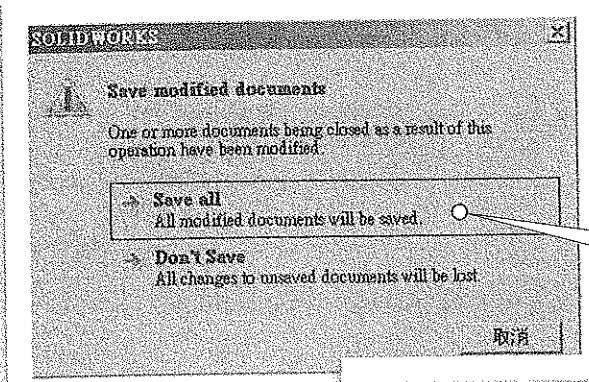 SOLIDWORKS
Save modified documents
One or more documents being closed as a result of this
operation have been modified.
Save all
All modified documents will be saved.
Don't Save
All changes to unsaved documents will be lost.
取消